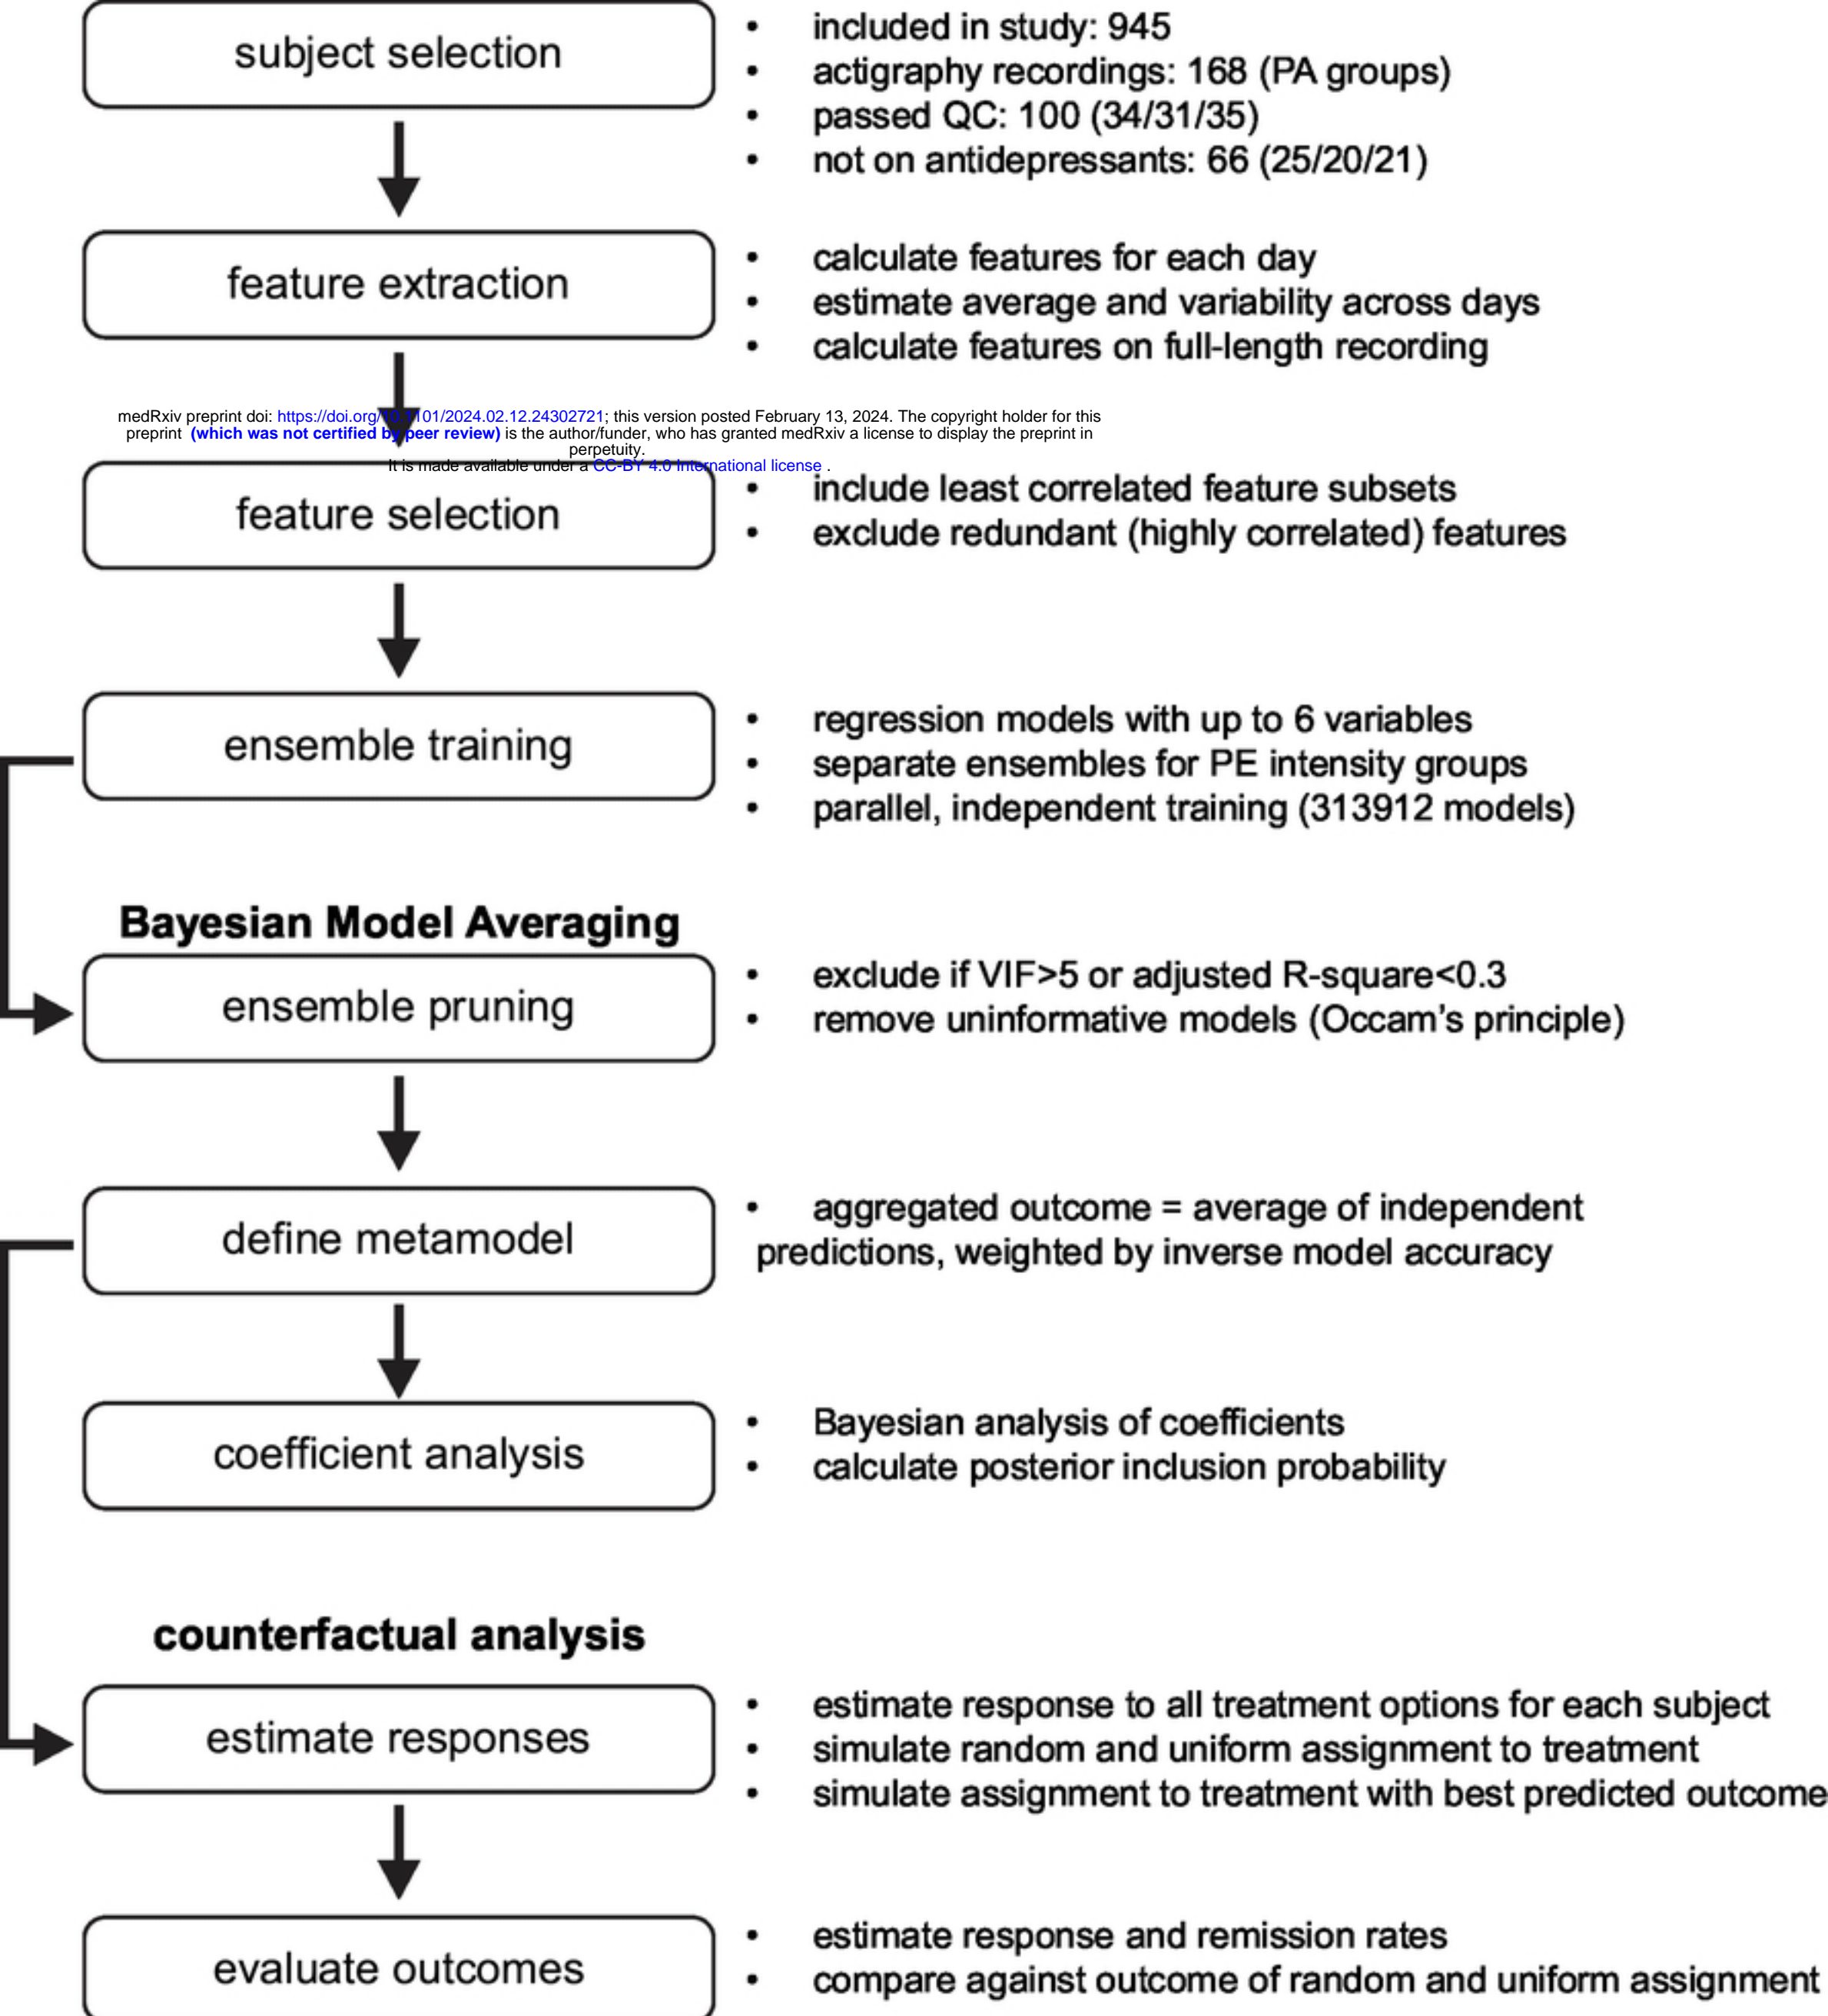 subject selection
• included in study: 945
• actigraphy recordings: 168 (PA groups)
• passed QC: 100 (34/31/35)
• not on antidepressants: 66 (25/20/21)
feature extraction
• calculate features for each day
• estimate average and variability across days
• calculate features on full-length recording
medRxiv preprint doi: https://doi.org/10.1101/2024.02.12.24302721; this version posted February 13, 2024. The copyright holder for this
preprint (which was not certified by peer review) is the author/funder, who has granted medRxiv a license to display the preprint in
perpetuity.
It is made available under a CC-BY 4.0 International license .
feature selection
• include least correlated feature subsets
• exclude redundant (highly correlated) features
ensemble training
• regression models with up to 6 variables
• separate ensembles for PE intensity groups
• parallel, independent training (313912 models)
Bayesian Model Averaging
ensemble pruning
• exclude if VIF>5 or adjusted R-square<0.3
• remove uninformative models (Occam's principle)
define metamodel
• aggregated outcome = average of independent
predictions, weighted by inverse model accuracy
coefficient analysis
• Bayesian analysis of coefficients
• calculate posterior inclusion probability
counterfactual analysis
estimate responses
• estimate response to all treatment options for each subject
• simulate random and uniform assignment to treatment
• simulate assignment to treatment with best predicted outcome
evaluate outcomes
• estimate response and remission rates
• compare against outcome of random and uniform assignment